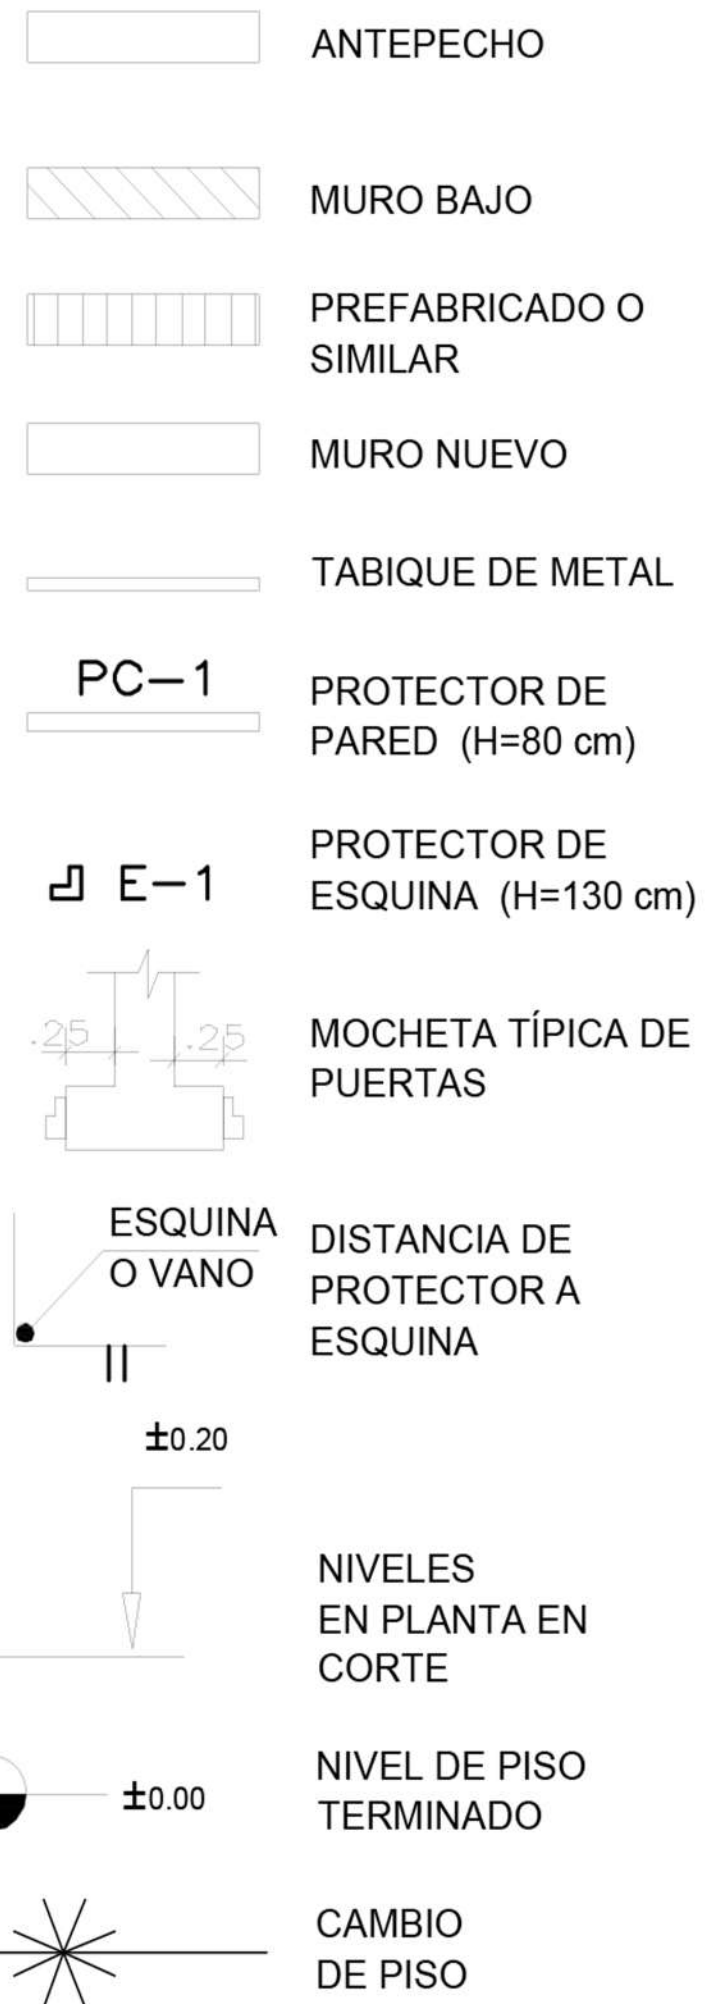 ANTEPECHO
MURO BAJO
PREFABRICADO O
SIMILAR
MURO NUEVO
TABIQUE DE METAL
PC-1
PROTECTOR DE
PARED (H=80 cm)
E-1
PROTECTOR DE
ESQUINA (H=130 cm)
.25
.25
MOCHETA TÍPICA DE
PUERTAS
ESQUINA
O VANO
DISTANCIA DE
PROTECTOR A
ESQUINA
±0.20
NIVELES
EN PLANTA EN
CORTE
±0.00
NIVEL DE PISO
TERMINADO
CAMBIO
DE PISO